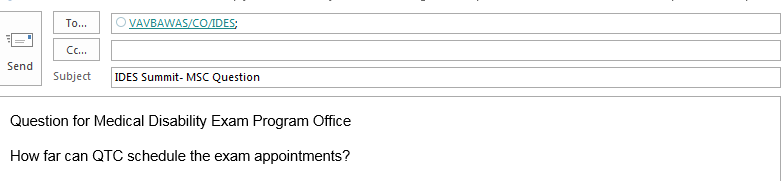 To... VAVBAWAS/CO/IDES;
Cc...
Send
Subject IDES Summit- MSC Question
Question for Medical Disability Exam Program Office
How far can QTC schedule the exam appointments?